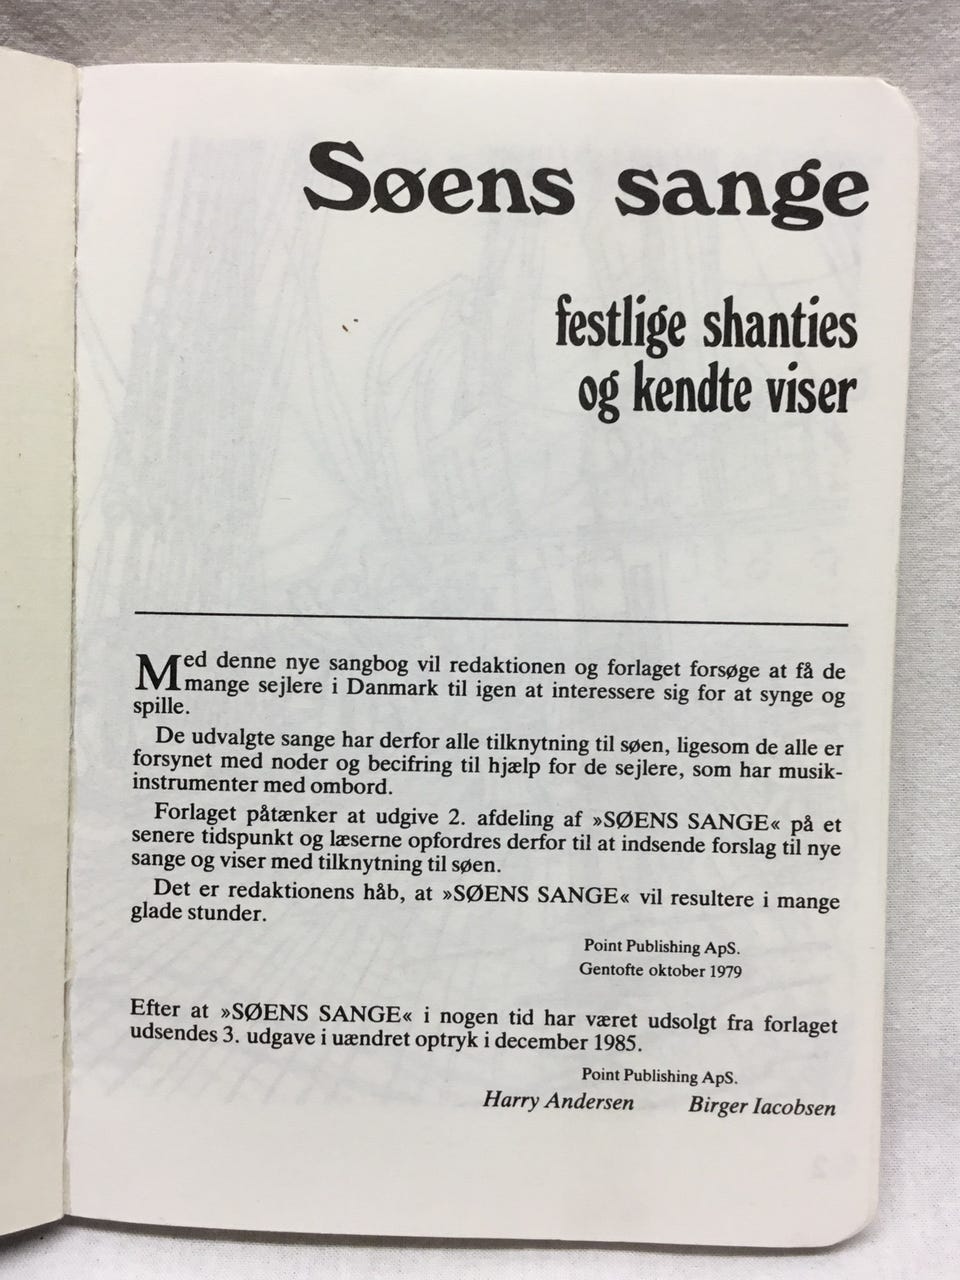 Søens sange
festlige shanties
og kendte viser
Med denne nye sangbog vil redaktionen og forlaget forsøge at få de
mange sejlere i Danmark til igen at interessere sig for at synge og
spille.
De udvalgte sange har derfor alle tilknytning til søen, ligesom de alle er
forsynet med noder og becifring til hjælp for de sejlere, som har musik-
instrumenter med ombord.
Forlaget påtænker at udgive 2. afdeling af »SØENS SANGE« på et
senere tidspunkt og læserne opfordres derfor til at indsende forslag til nye
sange og viser med tilknytning til søen.
Det er redaktionens håb, at »SØENS SANGE« vil resultere i mange
glade stunder.
Point Publishing ApS.
Gentofte oktober 1979
Efter at »SØENS SANGE« i nogen tid har været udsolgt fra forlaget
udsendes 3. udgave i uændret optryk i december 1985.
Point Publishing ApS.
Harry Andersen Birger Iacobsen